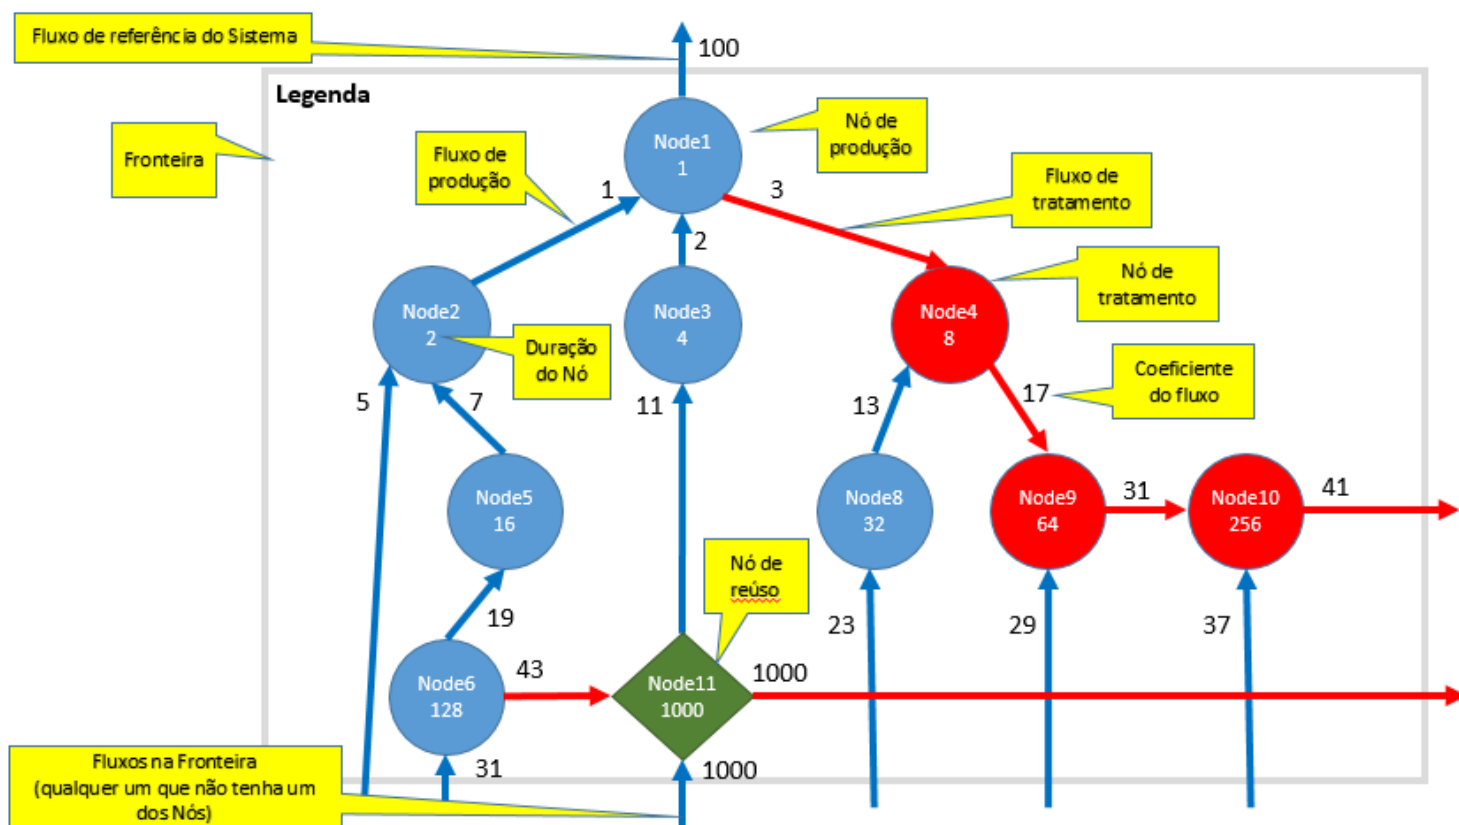 Fluxo de referência do Sistema
100
Legenda
Fronteira
Fluxo de
produção
Node1
1
Nó de
produção
1
3
2
Fluxo de
tratamento
Nó de
tratamento
Node2
2
Node3
4
Node4
8
Duração
do Nó
5
7
11
13
17
Coeficiente
do fluxo
Node5
16
Node8
32
Node9
64
31
Node10
256
41
Nó de
reúso
19
23
29
37
Node6
128
43
Node11
1000
1000
Fluxos na Fronteira
(qualquer um que não tenha um
dos Nós)
31
1000